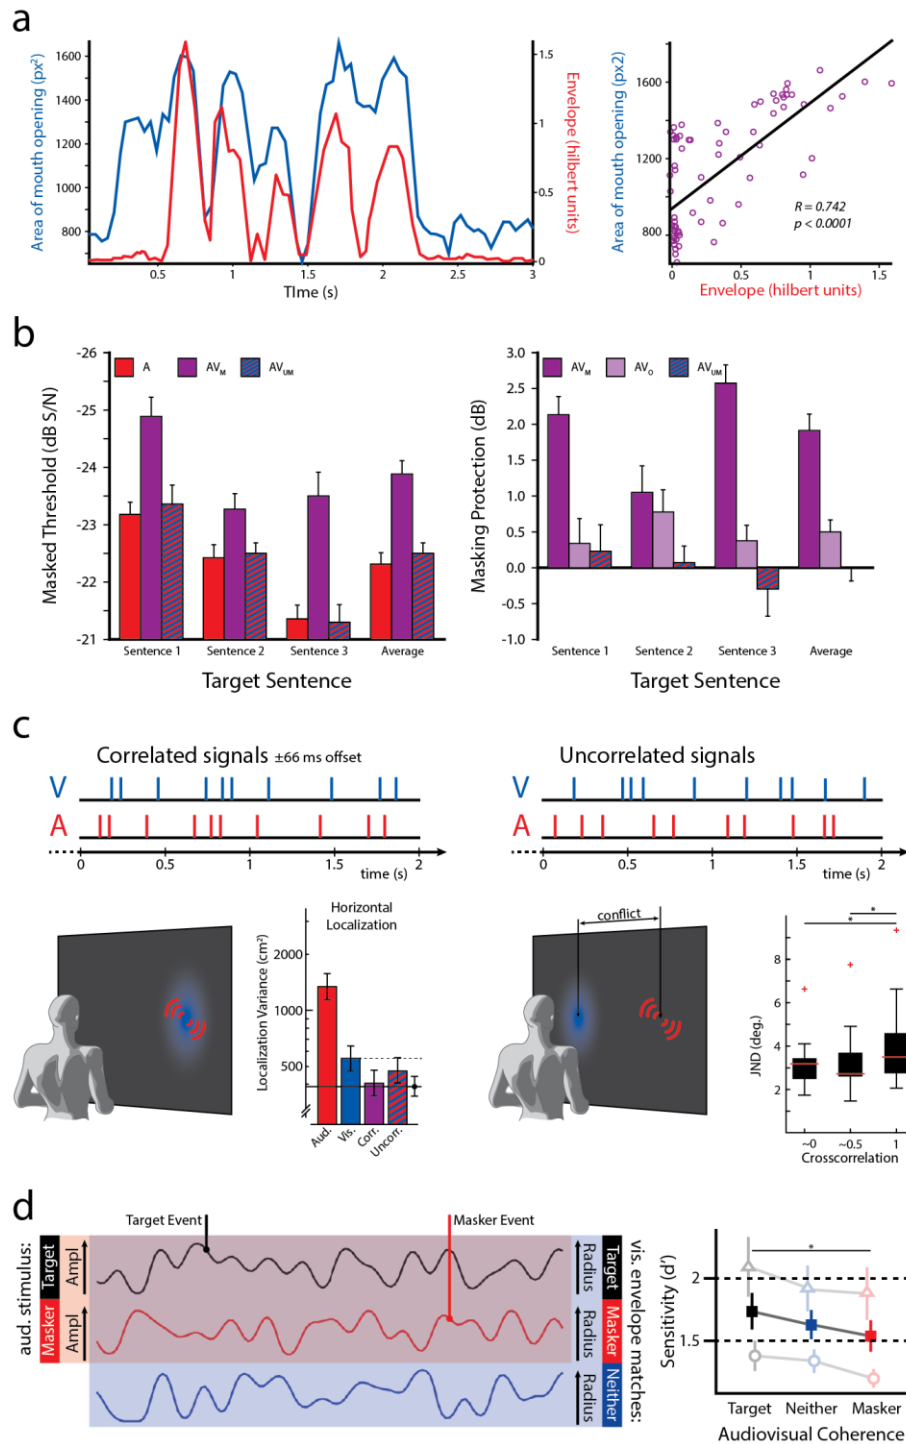 a
Area of mouth opening (px²)
1600
1400
1200
1000
800
0.5
1
1.5
2
2.5
3
TIme (s)
1.5
1
0.5
0
Envelope (hilbert units)
Area of mouth opening (px2)
1600
1200
800
R = 0.742
p < 0.0001
0
0.5
1
1.5
Envelope (hilbert units)
b
Masked Threshold (dB S/N)
-26
-25
-24
-23
-22
-21
A
AVM
AVUM
Sentence 1
Sentence 2
Sentence 3
Average
Target Sentence
Masking Protection (dB)
3.0
2.5
2.0
1.5
1.0
0.5
0.0
-0.5
-1.0
AVM
AVO
AVUM
Sentence 1
Sentence 2
Sentence 3
Average
Target Sentence
c
Correlated signals ±66 ms offset
V
A
0
0.5
1
1.5
2
time (s)
Uncorrelated signals
V
A
0
0.5
1
1.5
2
time (s)
Horizontal
Localization
Localization Variance (cm²)
2000
1000
500
Aud.
Vis.
Corr.
Uncorr.
conflict
JND (deg.)
8
6
4
2
*
*
~0
~0.5
1
Crosscorrelation
d
Target Event
Masker Event
aud. stimulus:
Target
Masker
Ampl
Ampl
Radius
Radius
Radius
Target
Masker
Neither
vis. envelope matches:
Sensitivity (d')
2
1.5
*
Target
Neither
Masker
Audiovisual Coherence